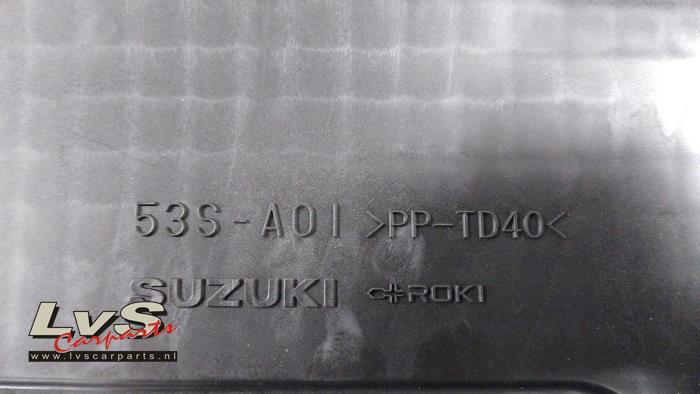 53S-A01 >PP-TD40<
SUZUKI ROKI
LvS
Carparts
www.lvscarparts.nl